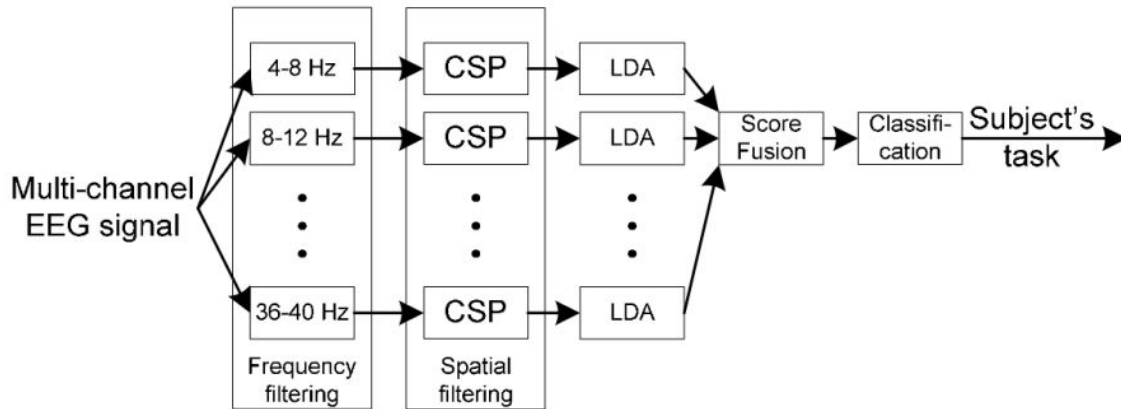 4-8 Hz
CSP
LDA
8-12 Hz
CSP
LDA
Score
Fusion
Classifi-
cation
Subject's
task
Multi-channel
EEG signal
36-40 Hz
CSP
LDA
Frequency
filtering
Spatial
filtering